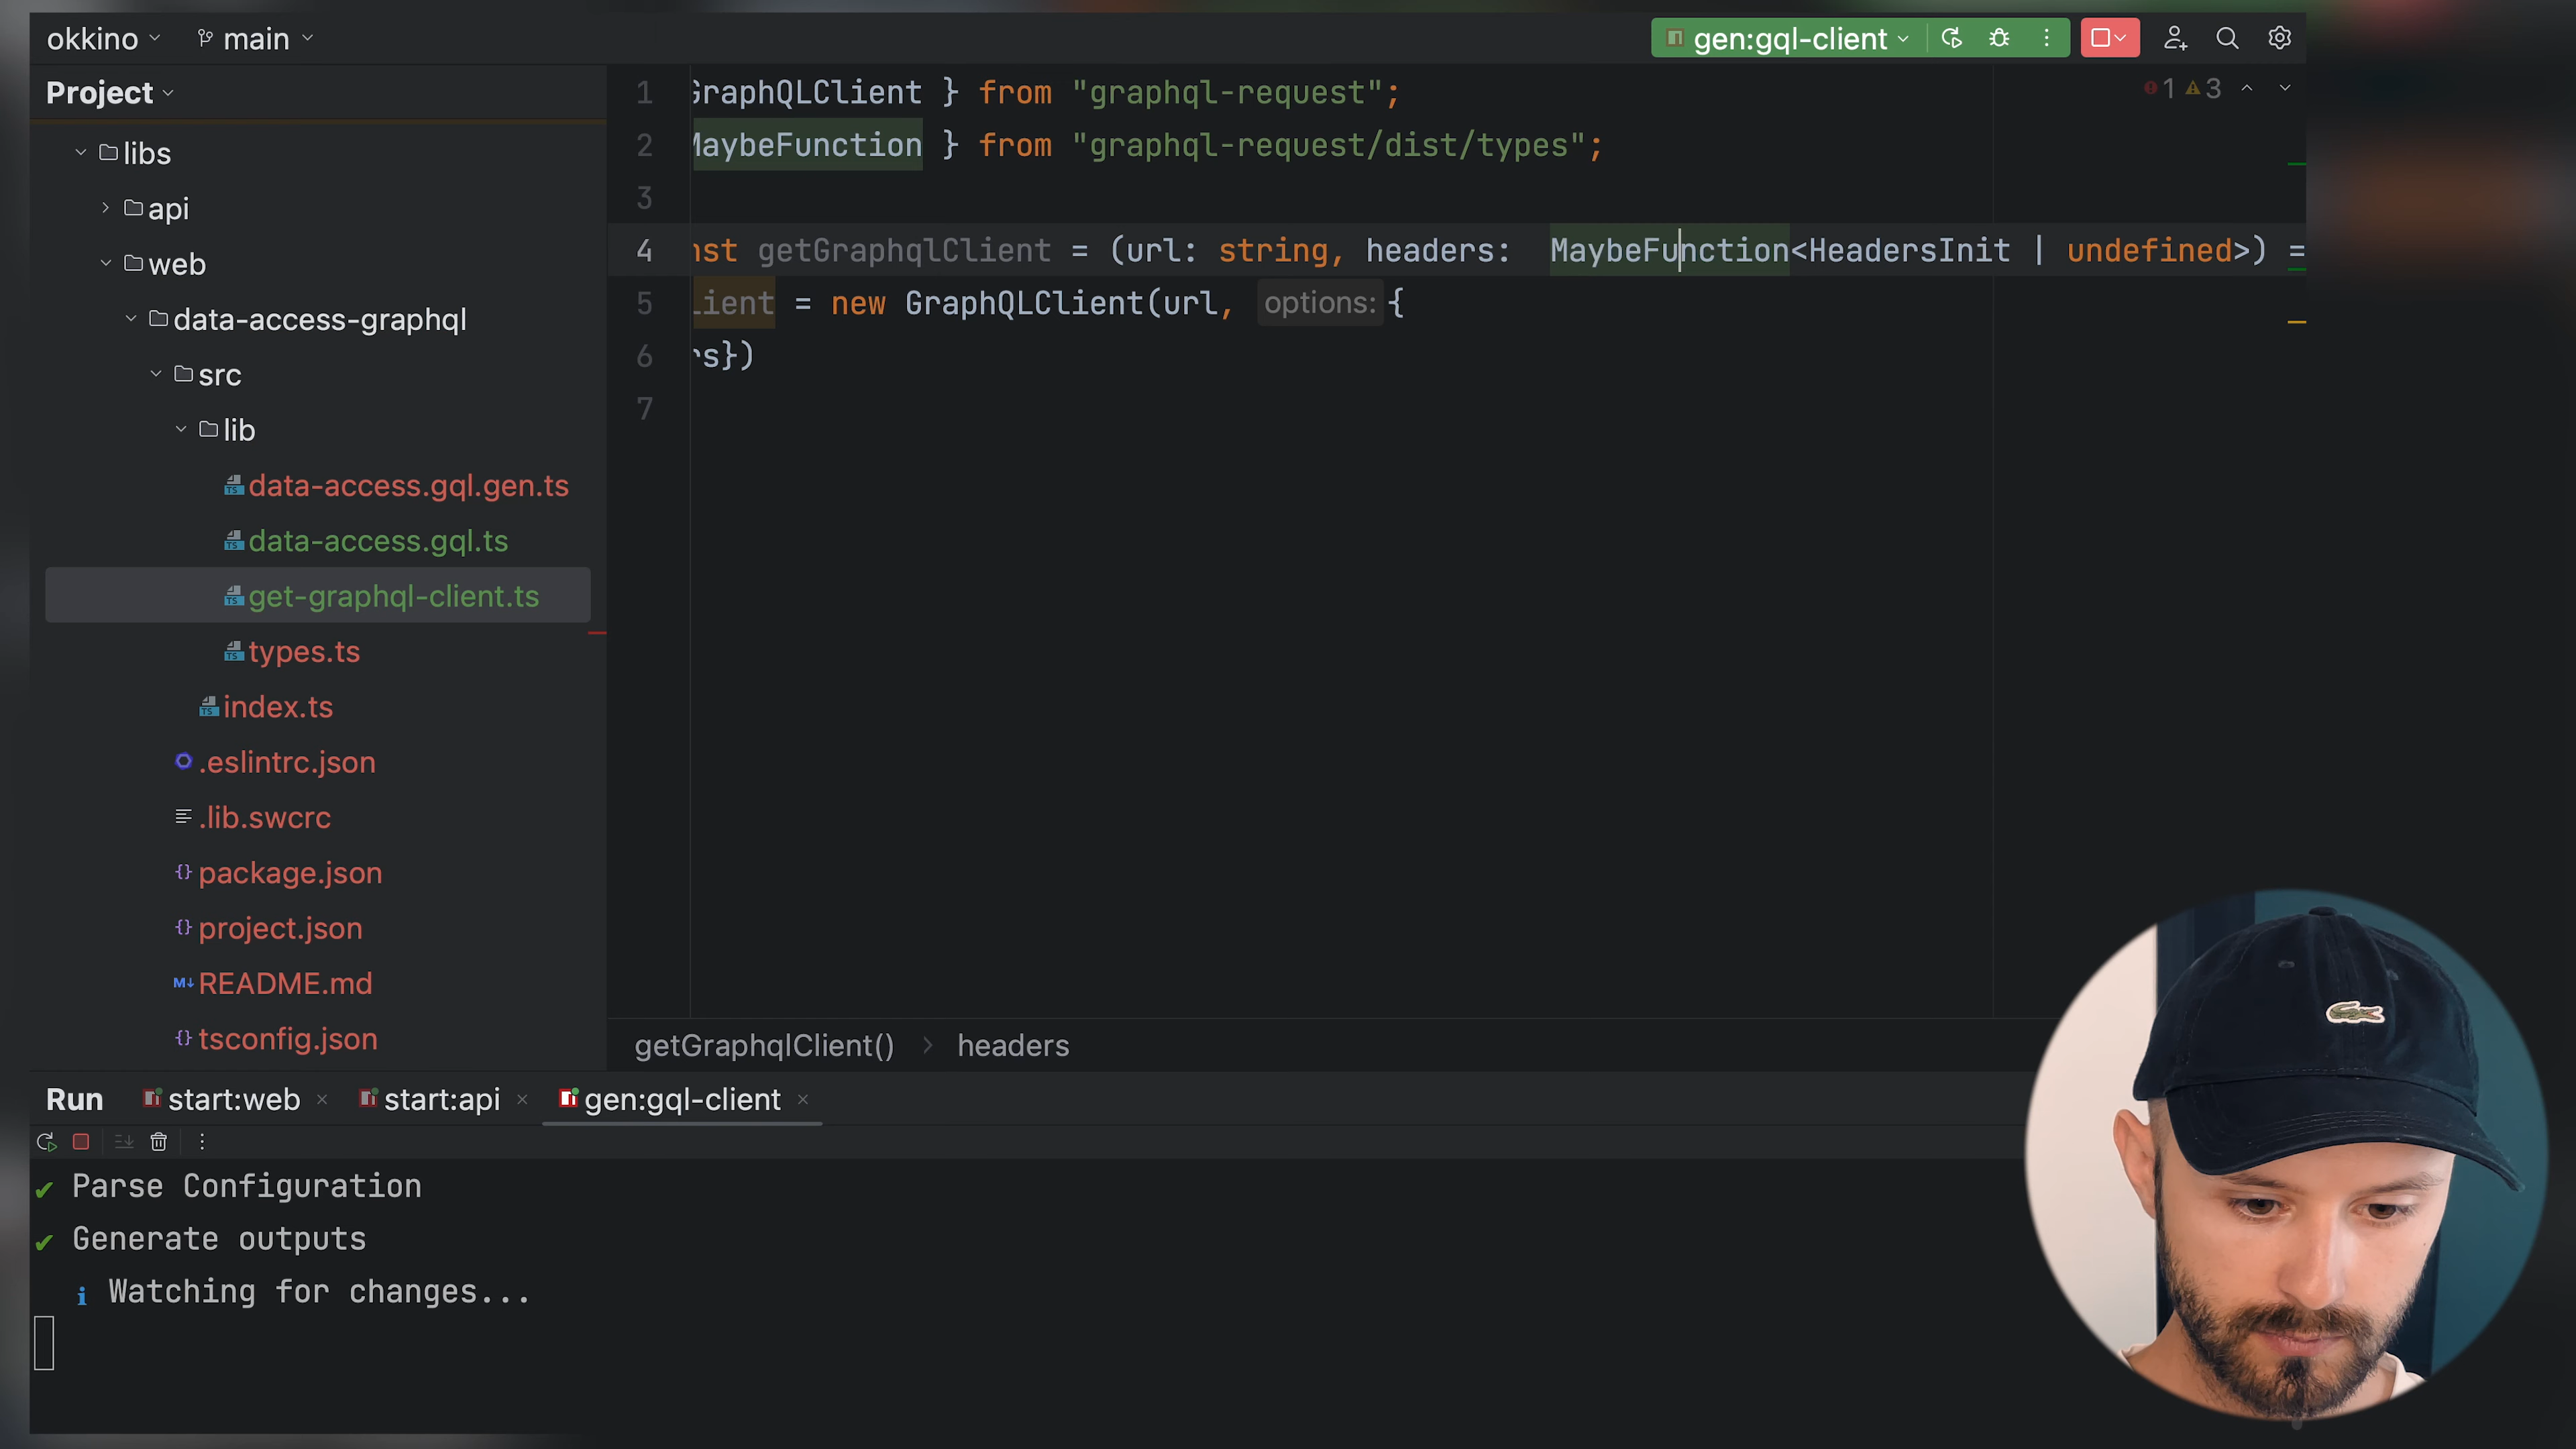 okkino
main
gen:gql-client
Project
1 3
libs
api
web
data-access-graphql
src
lib
data-access.gql.gen.ts
data-access.gql.ts
get-graphql-client.ts
types.ts
index.ts
.eslintrc.json
.lib.swcrc
package.json
project.json
README.md
tsconfig.json
1 GraphQLClient } from "graphql-request";
2 MaybeFunction } from "graphql-request/dist/types";
3
4 nst getGraphqlClient = (url: string, headers: MaybeFunction<HeadersInit | undefined>) =
5 lient = new GraphQLClient(url, options: {
6 rs})
7
getGraphqlClient() > headers
Run start:web × start:api × gen:gql-client ×
✔ Parse Configuration
✔ Generate outputs
i Watching for changes...